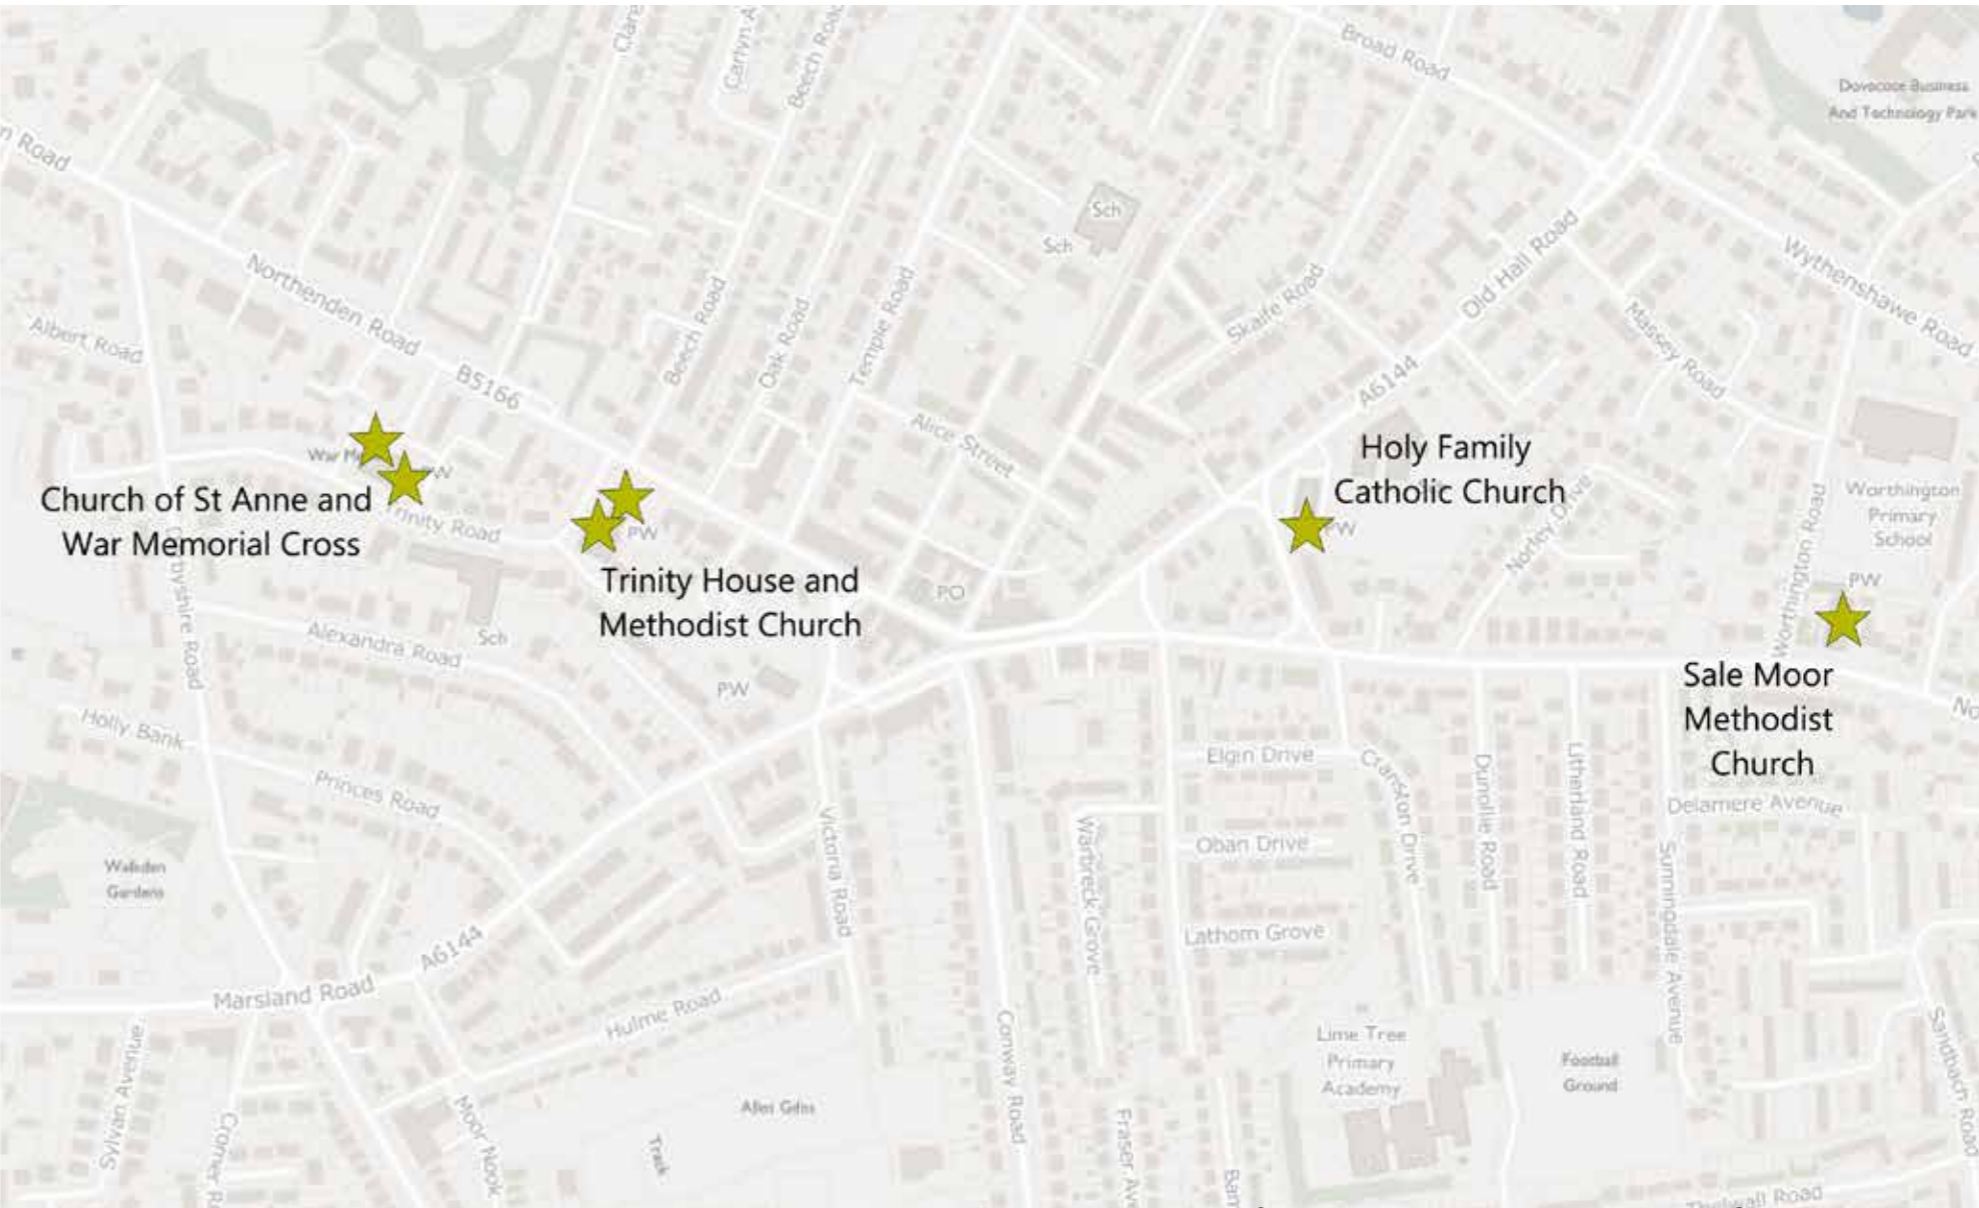 Broad Road
Beech Road
Dovecote Business
And Technology Park
Road
Sch
Sch
Northenden Road
Old Hall Road
Wythenshawe Road
Albert Road
Beech Road
Oak Road
Temple Road
Skaife Road
Massey Road
B5166
A6144
Alice Street
Holy Family
Catholic Church
Church of St Anne and
War Memorial Cross
Trinity Road
PW
PW
Norley Drive
Worthington Road
Worthington
Primary
School
PW
Trinity House and
Methodist Church
PO
Sch
Alexandra Road
PW
Sale Moor
Methodist
Church
Holly Bank
Elgin Drive
Cranston Drive
Dunollie Road
Litherland Road
Delamere Avenue
Princes Road
Victoria Road
Warbreck Grove
Oban Drive
Sunningdale Avenue
Walkden
Gardens
Lathom Grove
A6144
Marsland Road
Hulme Road
Conway Road
Lime Tree
Primary
Academy
Football
Ground
Sandbach Road
Sylvan Avenue
Moor Nook
Allot Gdns
Track